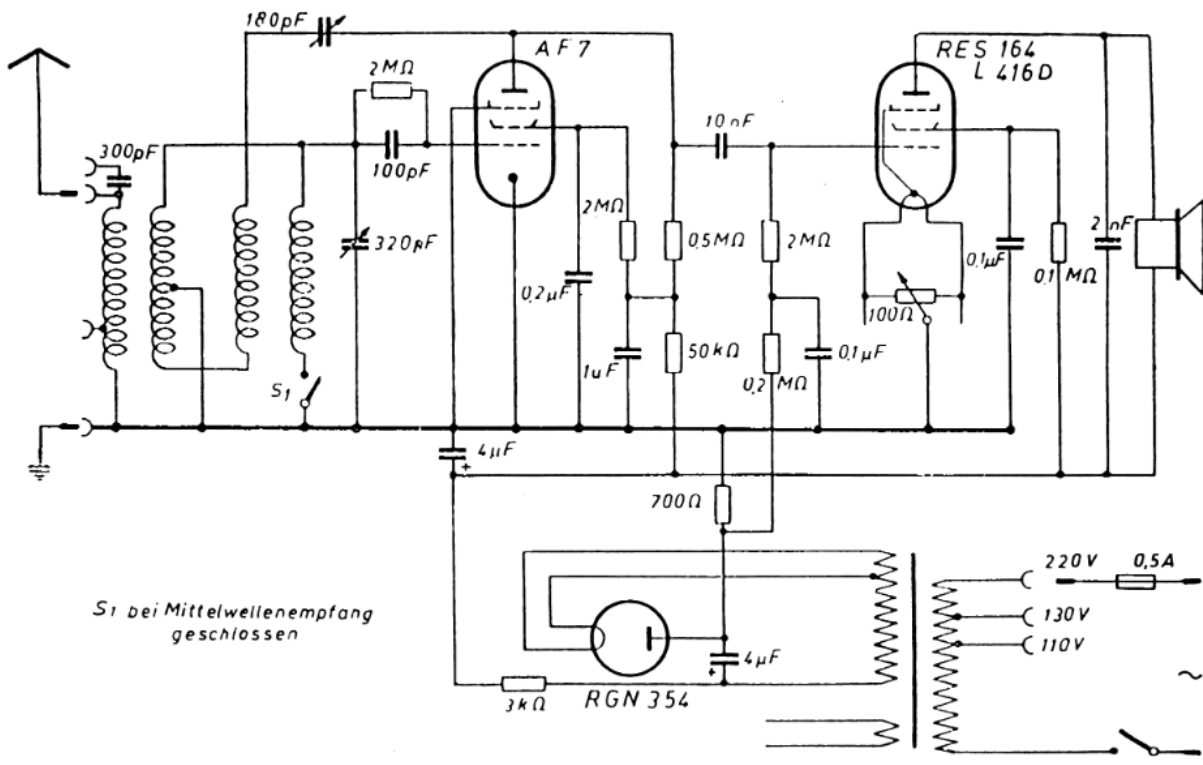 180pF
AF7
RES 164
L 416D
2MΩ
10nF
300pF
100pF
2MΩ
320pF
0,5MΩ
2MΩ
2nF
0,2µF
0,1µF
0,1MΩ
100Ω
S1
1uF
50kΩ
0,2MΩ
0,1µF
4µF
+
700Ω
220V
0,5A
S1 bei Mittelwellenempfang
geschlossen
130V
110V
4µF
+
~
3kΩ
RGN 354